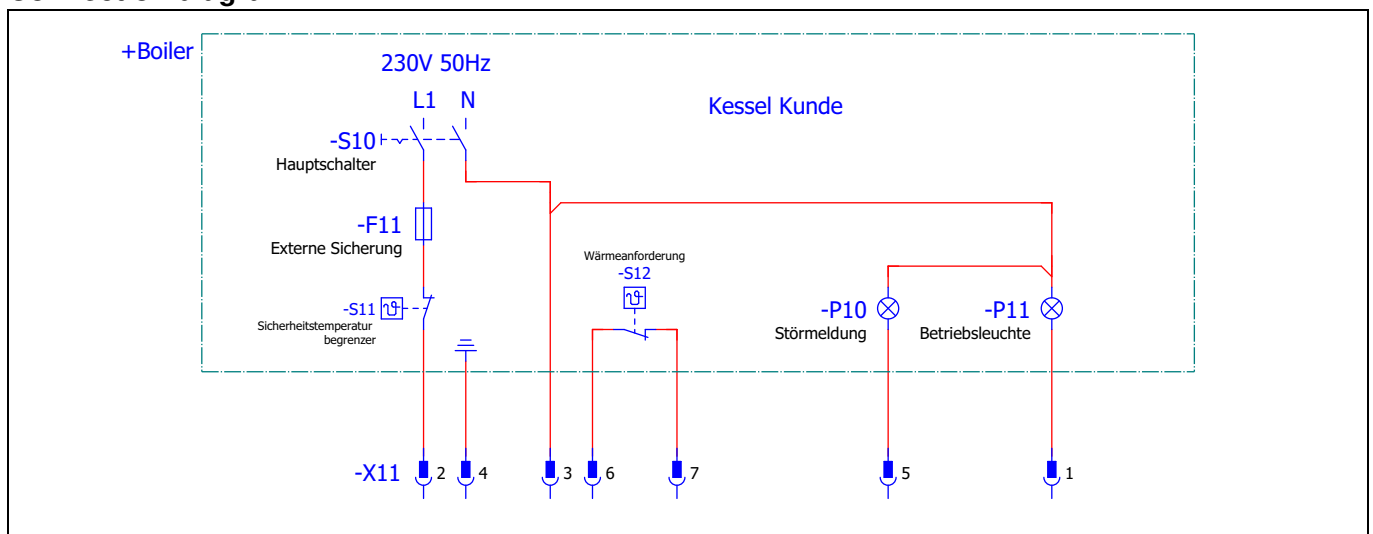 +Boiler
230V 50Hz
L1 N
Kessel Kunde
-S10
Hauptschalter
-F11
Externe Sicherung
Wärmeanforderung
-S12
-S11
Sicherheitstemperatur
begrenzer
-P10
Störmeldung
-P11
Betriebsleuchte
-X11 2 4 3 6 7 5 1